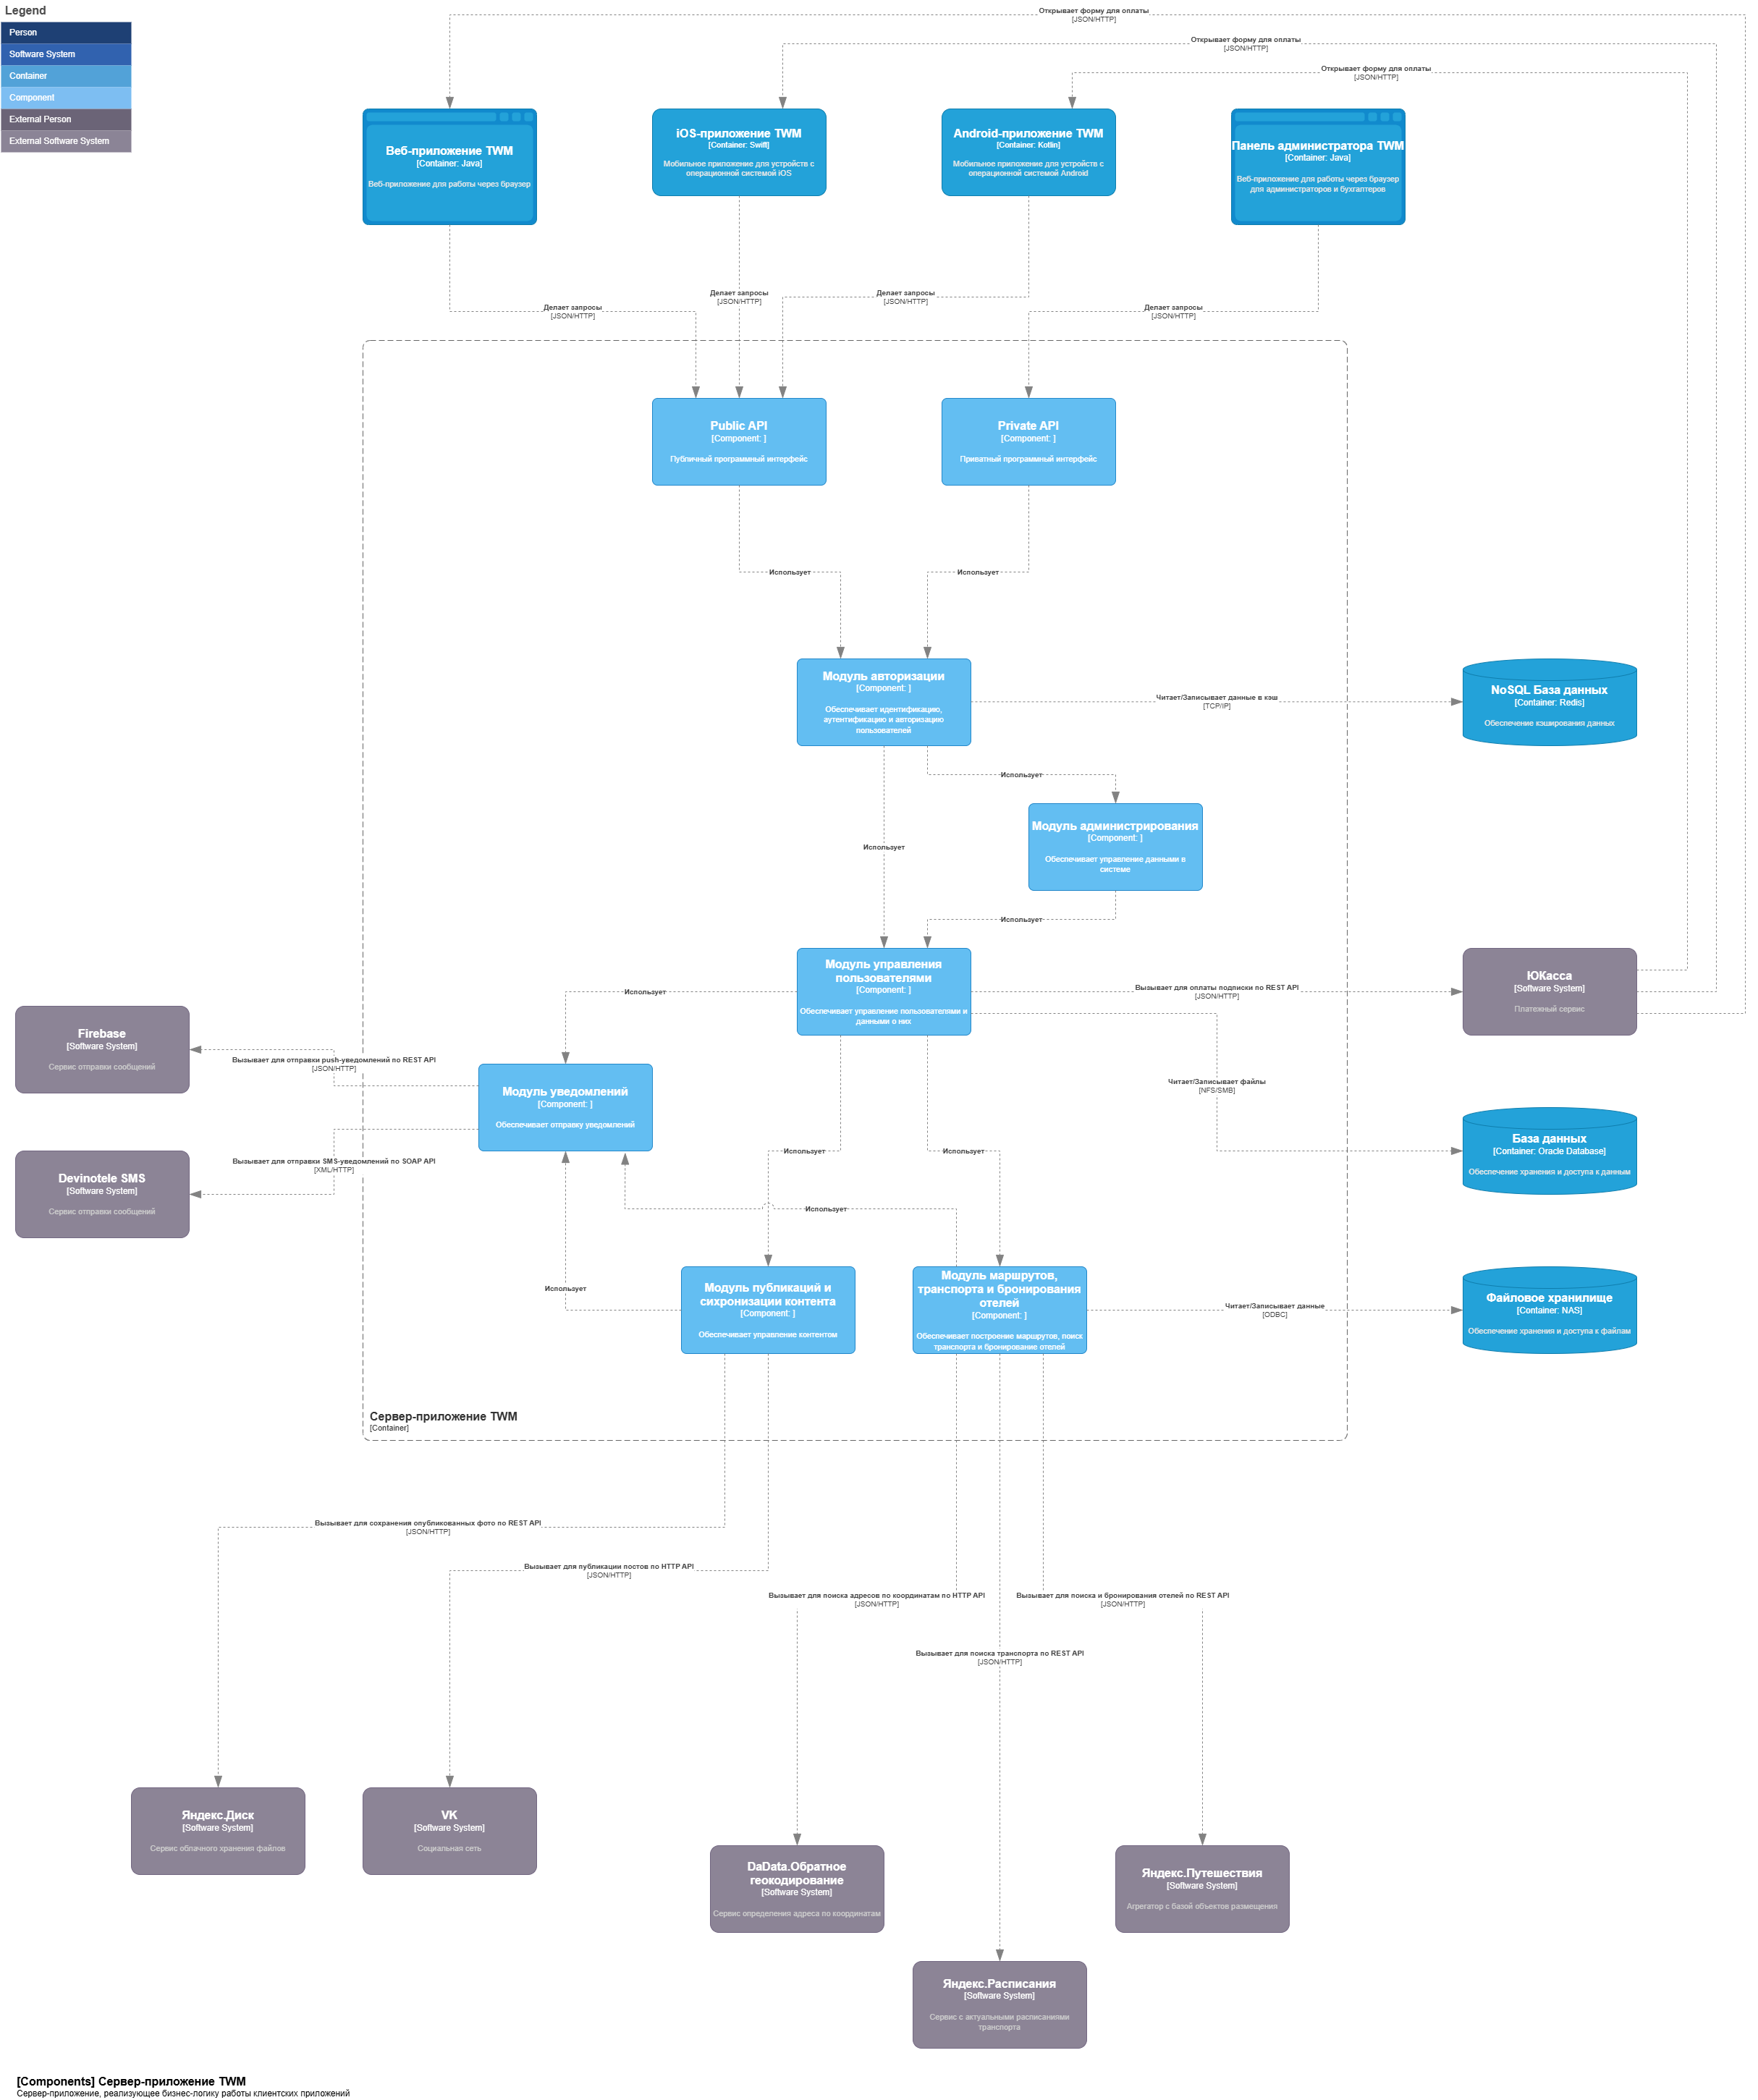 Legend
Person
Software System
Container
Component
External Person
External Software System
Открывает форму для оплаты
[JSON/HTTP]
Открывает форму для оплаты
[JSON/HTTP]
Открывает форму для оплаты
[JSON/HTTP]
Веб-приложение TWM
[Container: Java]
Веб-приложение для работы через браузер
iOS-приложение TWM
[Container: Swift]
Мобильное приложение для устройств с
операционной системой iOS
Android-приложение TWM
[Container: Kotlin]
Мобильное приложение для устройств с
операционной системой Android
Панель администратора TWM
[Container: Java]
Веб-приложение для работы через браузер
для администраторов и бухгалтеров
Делает запросы
[JSON/HTTP]
Делает запросы
[JSON/HTTP]
Делает запросы
[JSON/HTTP]
Делает запросы
[JSON/HTTP]
Public API
[Component: ]
Публичный программный интерфейс
Private API
[Component: ]
Приватный программный интерфейс
Использует
Использует
Модуль авторизации
[Component: ]
Обеспечивает идентификацию,
аутентификацию и авторизацию
пользователей
Читает/Записывает данные в кэш
[TCP/IP]
NoSQL База данных
[Container: Redis]
Обеспечение кэширования данных
Использует
Модуль администрирования
[Component: ]
Обеспечивает управление данными в
системе
Использует
Использует
Модуль управления
пользователями
[Component: ]
Обеспечивает управление пользователями и
данными о них
Использует
Вызывает для оплаты подписки по REST API
[JSON/HTTP]
ЮКасса
[Software System]
Платежный сервис
Firebase
[Software System]
Сервис отправки сообщений
Вызывает для отправки push-уведомлений по REST API
[JSON/HTTP]
Модуль уведомлений
[Component: ]
Обеспечивает отправку уведомлений
Читает/Записывает файлы
[NFS/SMB]
База данных
[Container: Oracle Database]
Обеспечение хранения и доступа к данным
Devinotele SMS
[Software System]
Сервис отправки сообщений
Вызывает для отправки SMS-уведомлений по SOAP API
[XML/HTTP]
Использует
Использует
Использует
Использует
Модуль публикаций и
сихронизации контента
[Component: ]
Обеспечивает управление контентом
Модуль маршрутов,
транспорта и бронирования
отелей
[Component: ]
Обеспечивает построение маршрутов, поиск
транспорта и бронирование отелей
Читает/Записывает данные
[ODBC]
Файловое хранилище
[Container: NAS]
Обеспечение хранения и доступа к файлам
Сервер-приложение TWM
[Container]
Вызывает для сохранения опубликованных фото по REST API
[JSON/HTTP]
Вызывает для публикации постов по HTTP API
[JSON/HTTP]
Вызывает для поиска адресов по координатам по HTTP API
[JSON/HTTP]
Вызывает для поиска и бронирования отелей по REST API
[JSON/HTTP]
Вызывает для поиска транспорта по REST API
[JSON/HTTP]
Яндекс.Диск
[Software System]
Сервис облачного хранения файлов
VK
[Software System]
Социальная сеть
DaData.Обратное
геокодирование
[Software System]
Сервис определения адреса по координатам
Яндекс.Путешествия
[Software System]
Агрегатор с базой объектов размещения
Яндекс.Расписания
[Software System]
Сервис с актуальными расписаниями
транспорта
[Components] Сервер-приложение TWM
Сервер-приложение, реализующее бизнес-логику работы клиентских приложений